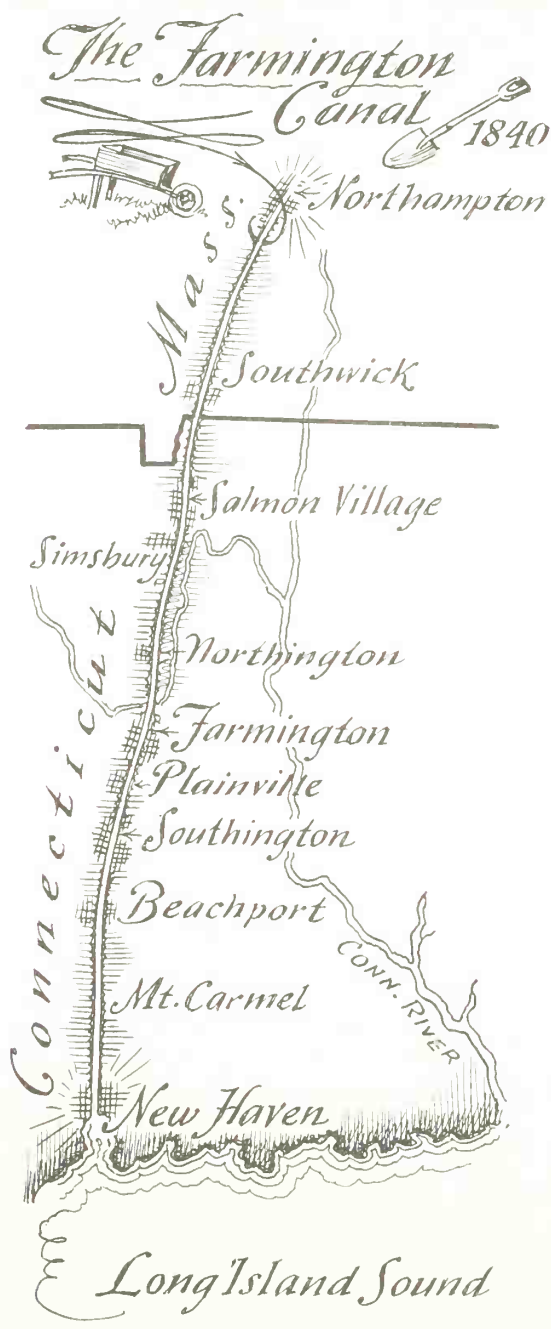 The Farmington
Canal
1840
Northampton
Mass.
Southwick
Salmon Village
Simsbury
Northington
Farmington
Plainville
Southington
Beachport
Connecticut
CONN. RIVER
Mt. Carmel
New Haven
Long Island Sound